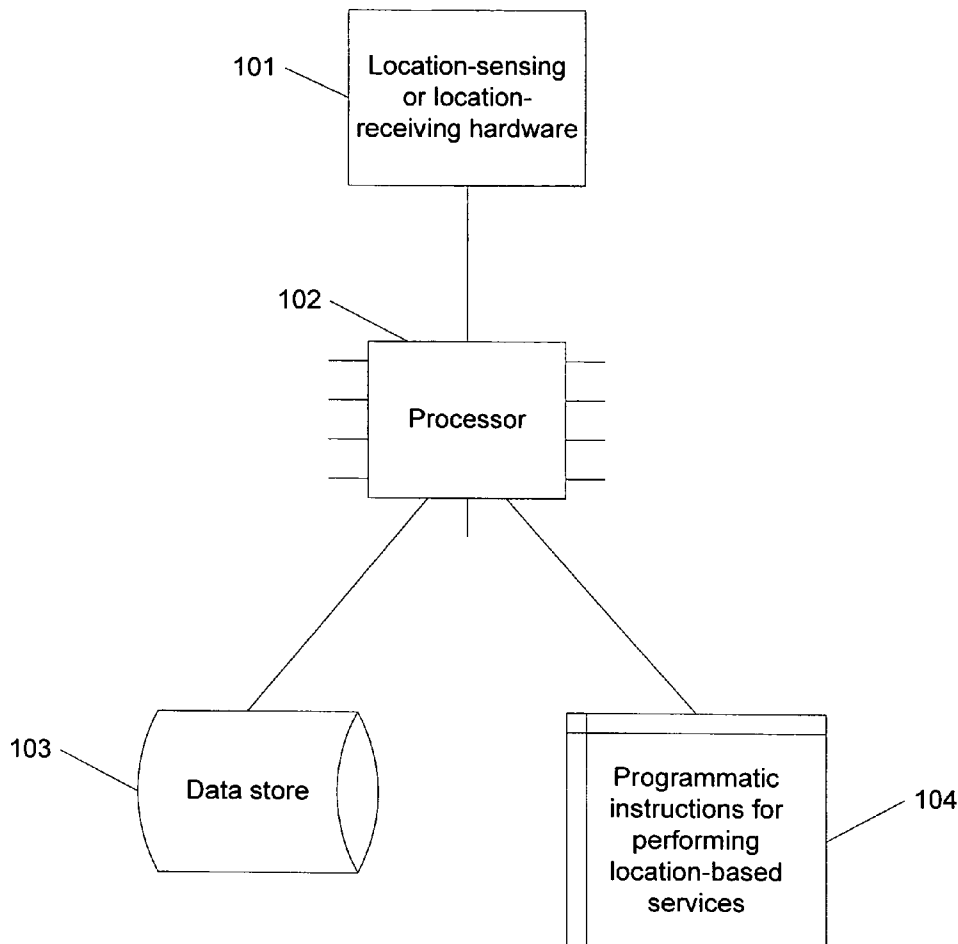 101
Location-sensing
or location-
receiving hardware
102
Processor
103
Data store
Programmatic
instructions for
performing
location-based
services
104